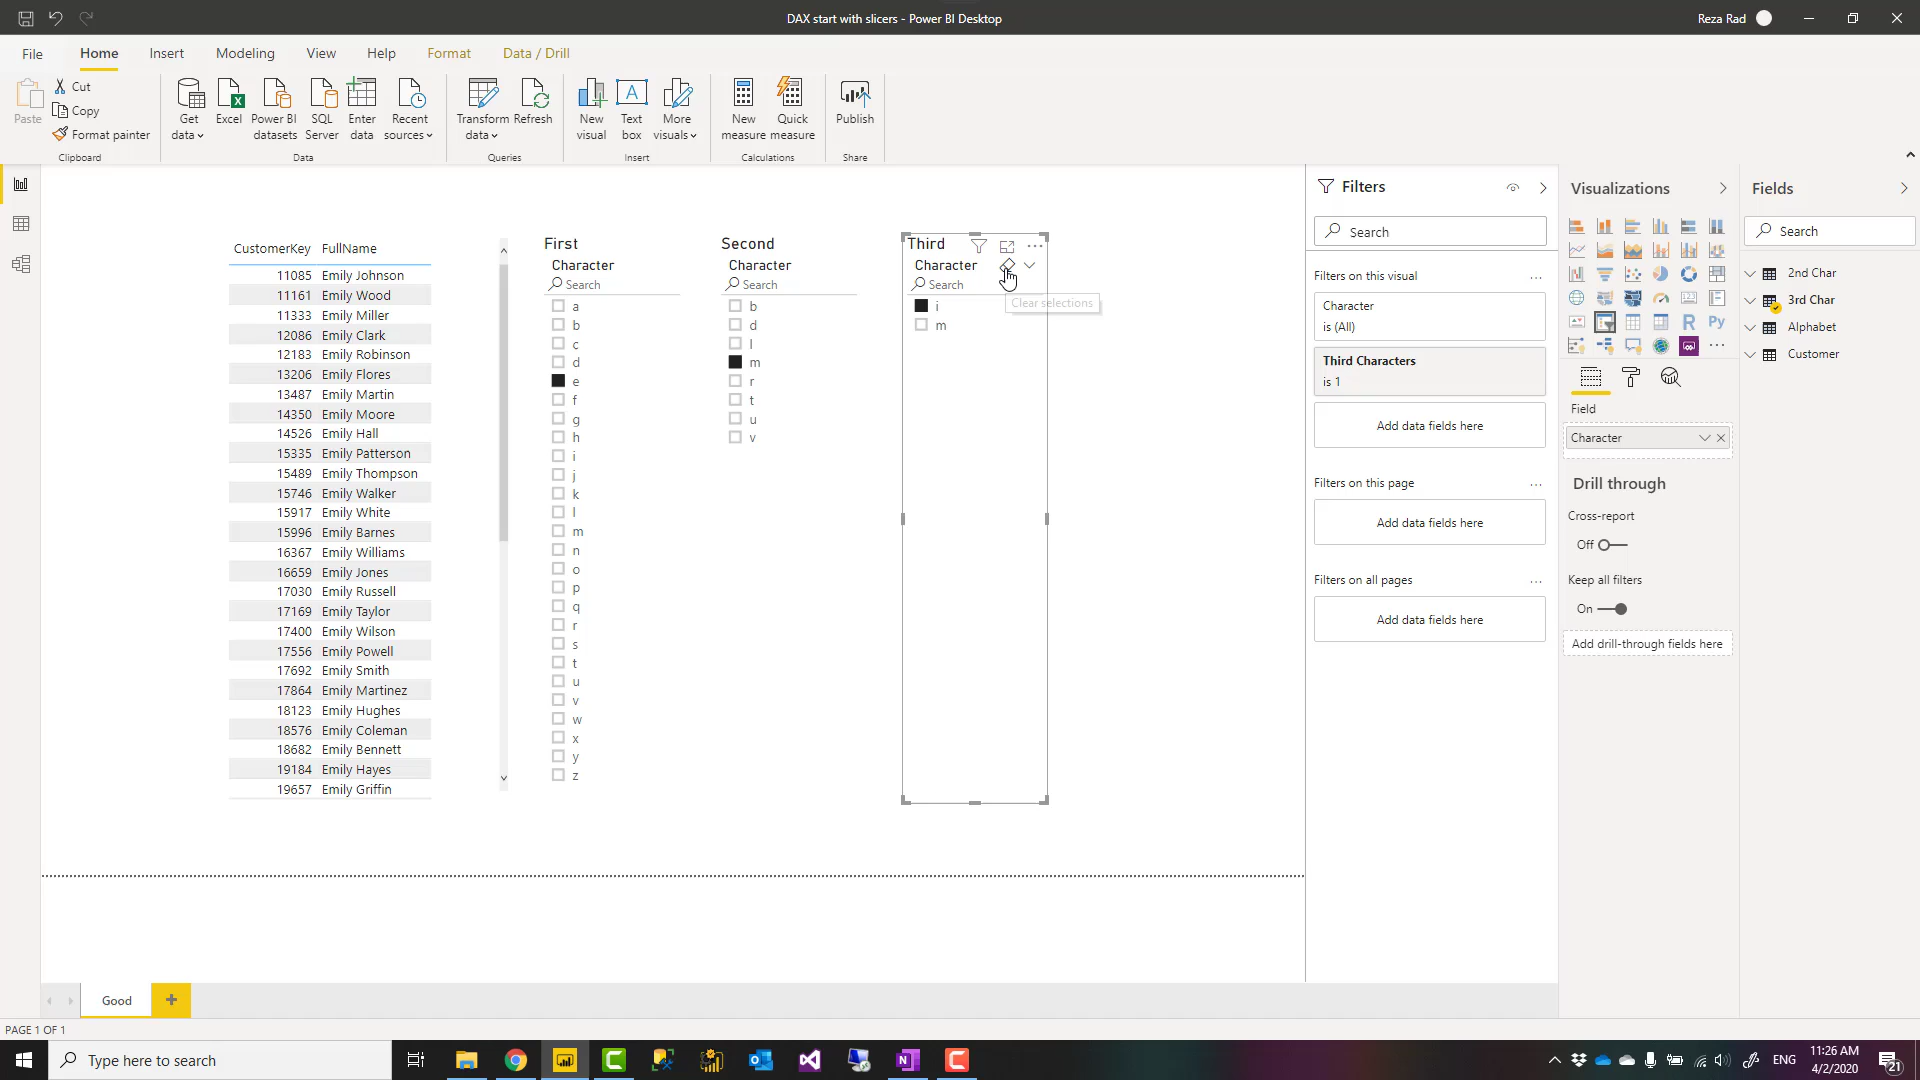 DAX start with slicers - Power BI Desktop
Reza Rad
File
Home
Insert
Modeling
View
Help
Format
Data / Drill
Paste
Cut
Copy
Format painter
Clipboard
Get data
Excel
Power BI datasets
SQL Server
Enter data
Recent sources
Data
Transform data
Refresh
Queries
New visual
Text box
More visuals
Insert
New measure
Quick measure
Calculations
Publish
Share
CustomerKey FullName
11085 Emily Johnson
11161 Emily Wood
11333 Emily Miller
12086 Emily Clark
12183 Emily Robinson
13206 Emily Flores
13487 Emily Martin
14350 Emily Moore
14526 Emily Hall
15335 Emily Patterson
15489 Emily Thompson
15746 Emily Walker
15917 Emily White
15996 Emily Barnes
16367 Emily Williams
16659 Emily Jones
17030 Emily Russell
17169 Emily Taylor
17400 Emily Wilson
17556 Emily Powell
17692 Emily Smith
17864 Emily Martinez
18123 Emily Hughes
18576 Emily Coleman
18682 Emily Bennett
19184 Emily Hayes
19657 Emily Griffin
First
Character
Search
a
b
c
d
e
f
g
h
i
j
k
l
m
n
o
p
q
r
s
t
u
v
w
x
y
z
Second
Character
Search
b
d
l
m
r
t
u
v
Third
Character
Search
Clear selections
i
m
Filters
Search
Filters on this visual
Character
is (All)
Third Characters
is 1
Add data fields here
Filters on this page
Add data fields here
Filters on all pages
Add data fields here
Visualizations
R
Py
Field
Character
Drill through
Cross-report
Off
Keep all filters
On
Add drill-through fields here
Fields
Search
2nd Char
3rd Char
Alphabet
Customer
Good
PAGE 1 OF 1
Type here to search
ENG
11:26 AM
4/2/2020
21